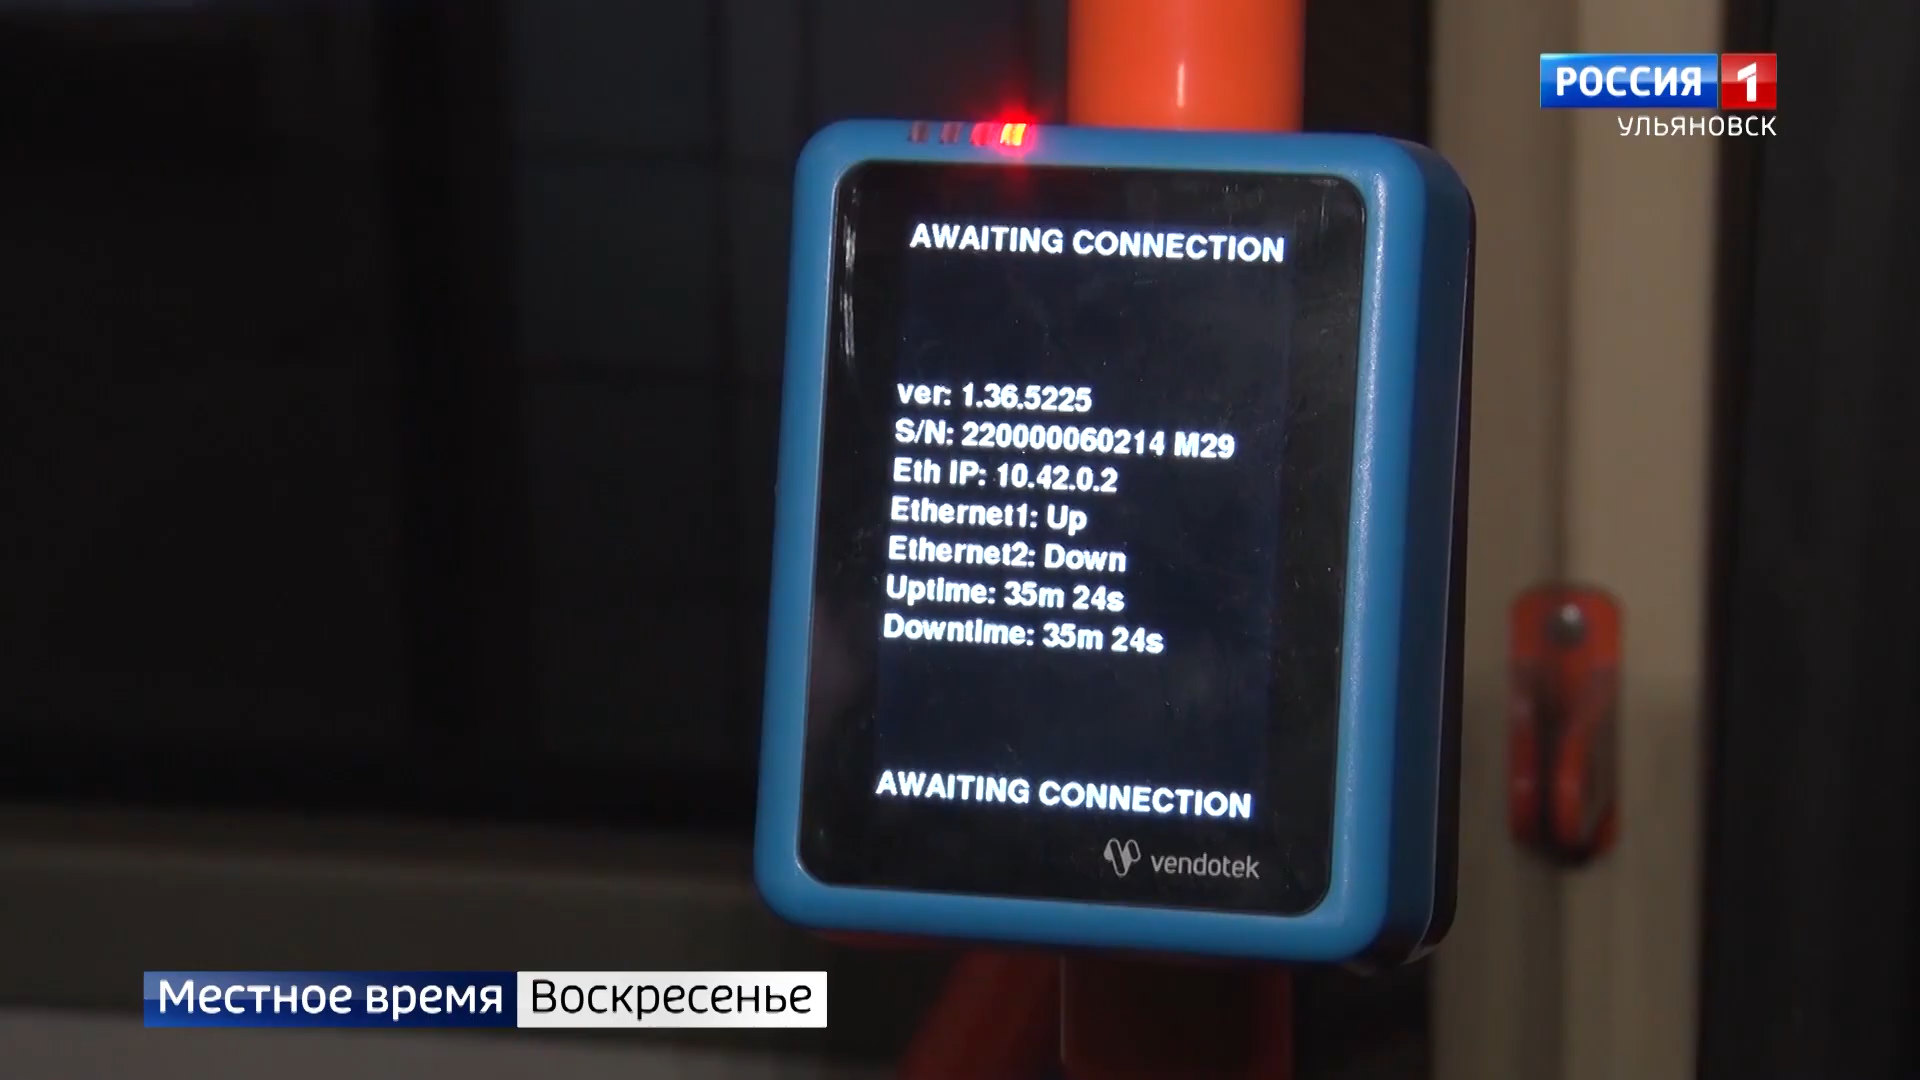 РОССИЯ 1
УЛЬЯНОВСК
AWAITING CONNECTION
ver: 1.36.5225
S/N: 220000060214 M29
Eth IP: 10.42.0.2
Ethernet1: Up
Ethernet2: Down
Uptime: 35m 24s
Downtime: 35m 24s
AWAITING CONNECTION
vendotek
Местное время Воскресенье